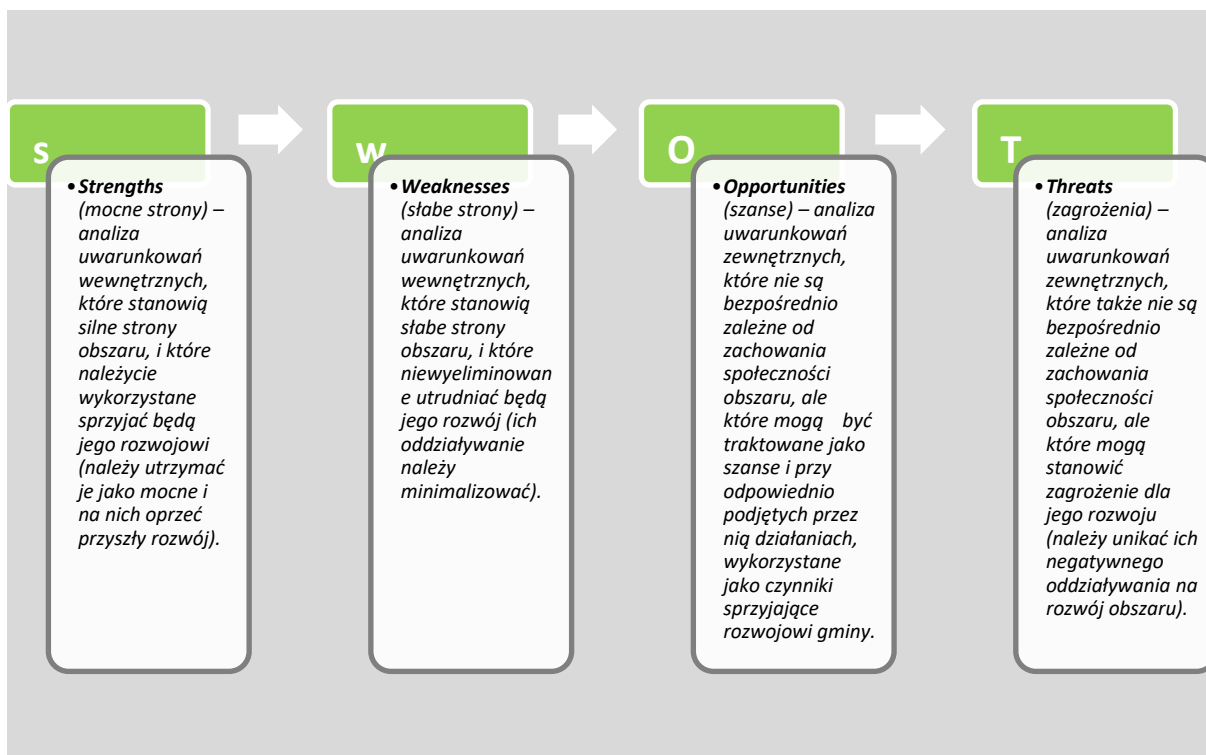 s
• Strengths
(mocne strony) –
analiza
uwarunkowań
wewnętrznych,
które stanowią
silne strony
obszaru, i które
należycie
wykorzystane
sprzyjać będą
jego rozwojowi
(należy utrzymać
je jako mocne i
na nich oprzeć
przyszły rozwój).
w
• Weaknesses
(słabe strony) –
analiza
uwarunkowań
wewnętrznych,
które stanowią
słabe strony
obszaru, i które
niewyeliminowan
e utrudniać będą
jego rozwój (ich
oddziaływanie
należy
minimalizować).
O
• Opportunities
(szanse) – analiza
uwarunkowań
zewnętrznych,
które nie są
bezpośrednio
zależne od
zachowania
społeczności
obszaru, ale
które mogą być
traktowane jako
szanse i przy
odpowiednio
podjętych przez
nią działaniach,
wykorzystane
jako czynniki
sprzyjające
rozwojowi gminy.
T
• Threats
(zagrożenia) –
analiza
uwarunkowań
zewnętrznych,
które także nie są
bezpośrednio
zależne od
zachowania
społeczności
obszaru, ale
które mogą
stanowić
zagrożenie dla
jego rozwoju
(należy unikać ich
negatywnego
oddziaływania na
rozwój obszaru).